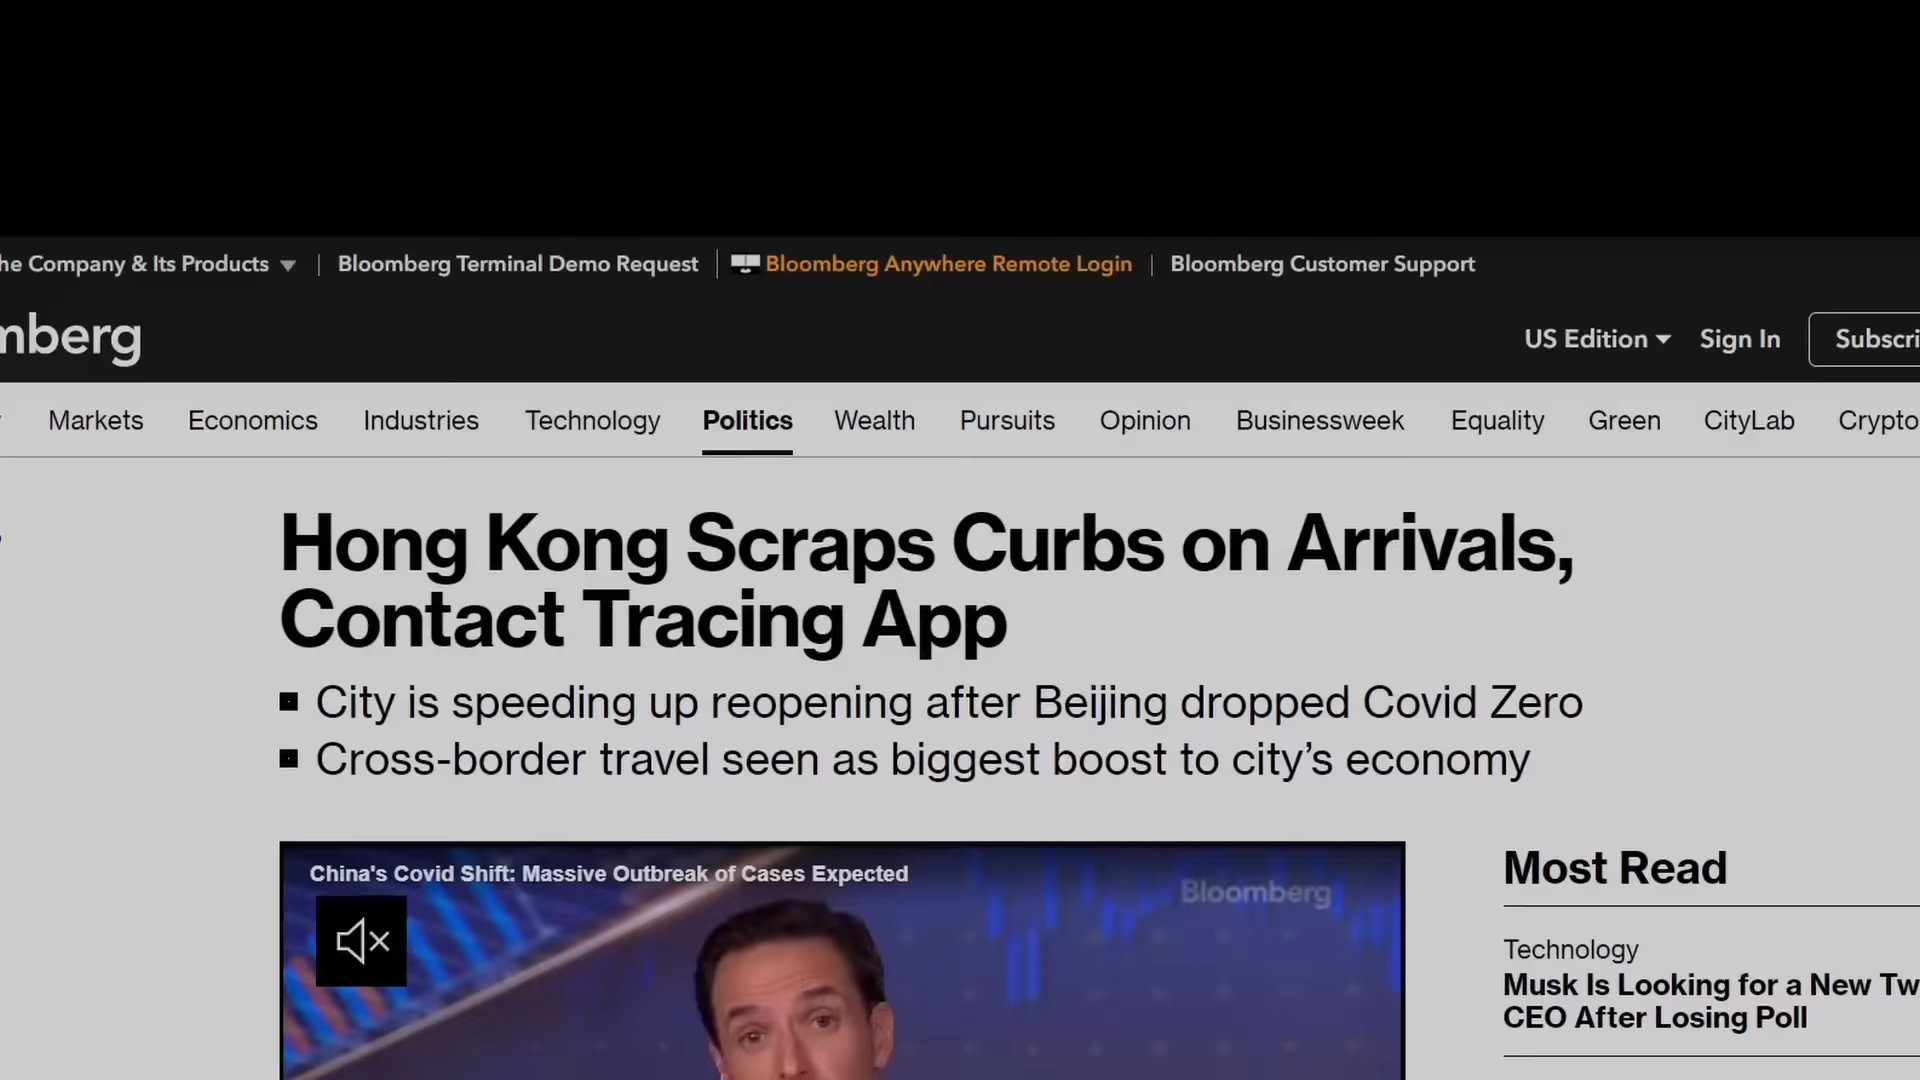 he Company & Its Products
Bloomberg Terminal Demo Request
Bloomberg Anywhere Remote Login
Bloomberg Customer Support
mberg
US Edition
Sign In
Subscri
Markets
Economics
Industries
Technology
Politics
Wealth
Pursuits
Opinion
Businessweek
Equality
Green
CityLab
Crypto
Hong Kong Scraps Curbs on Arrivals,
Contact Tracing App
City is speeding up reopening after Beijing dropped Covid Zero
Cross-border travel seen as biggest boost to city’s economy
China's Covid Shift: Massive Outbreak of Cases Expected
Bloomberg
Most Read
Technology
Musk Is Looking for a New Tw
CEO After Losing Poll